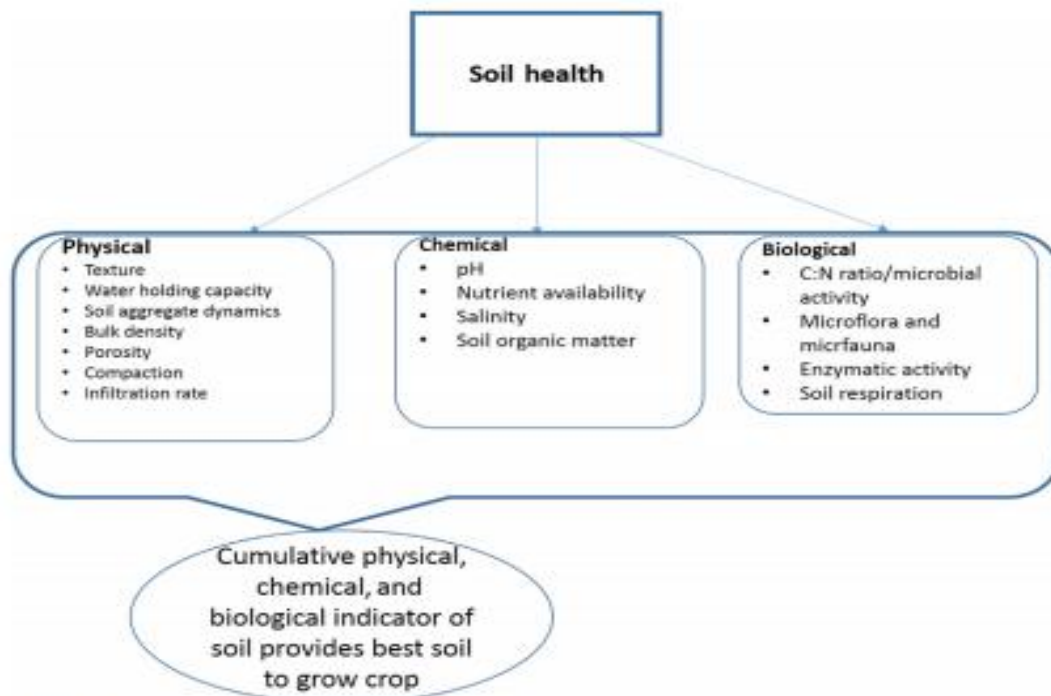 Soil health
Physical
• Texture
• Water holding capacity
• Soil aggregate dynamics
• Bulk density
• Porosity
• Compaction
• Infiltration rate
Chemical
• pH
• Nutrient availability
• Salinity
• Soil organic matter
Biological
• C:N ratio/microbial
activity
• Microflora and
micrfauna
• Enzymatic activity
• Soil respiration
Cumulative physical,
chemical, and
biological indicator of
soil provides best soil
to grow crop